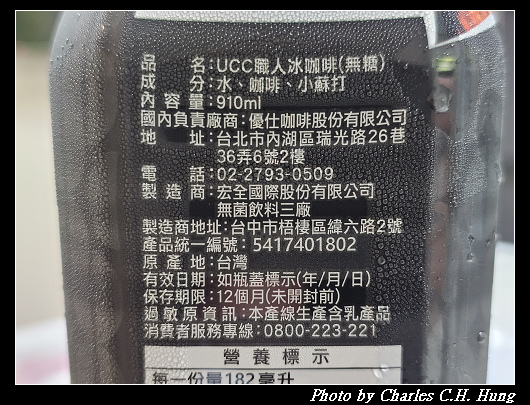 品 名：UCC職人冰咖啡(無糖)
成 分：水、咖啡、小蘇打
內 容 量：910ml
國內負責廠商：優仕咖啡股份有限公司
地 址：台北市內湖區瑞光路26巷
36弄6號2樓
電 話：02-2793-0509
製 造 商：宏全國際股份有限公司
無菌飲料三廠
製造商地址：台中市梧棲區緯六路2號
產品統一編號：5417401802
原 產 地：台灣
有效日期：如瓶蓋標示(年/月/日)
保存期限：12個月(未開封前)
過 敏 原 資 訊：本產線生產含乳產品
消費者服務專線：0800-223-221
營 養 標 示
每一份量182毫升
Photo by Charles C.H. Hung